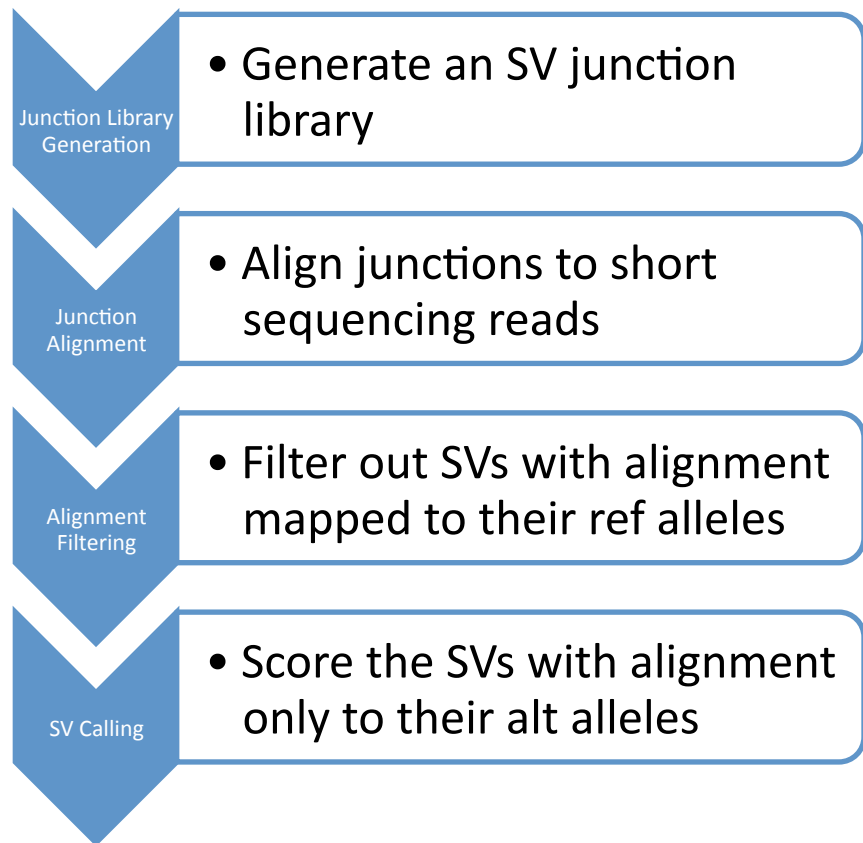 Junction Library
Generation
• Generate an SV junction
library
Junction
Alignment
• Align junctions to short
sequencing reads
Alignment
Filtering
• Filter out SVs with alignment
mapped to their ref alleles
SV Calling
• Score the SVs with alignment
only to their alt alleles